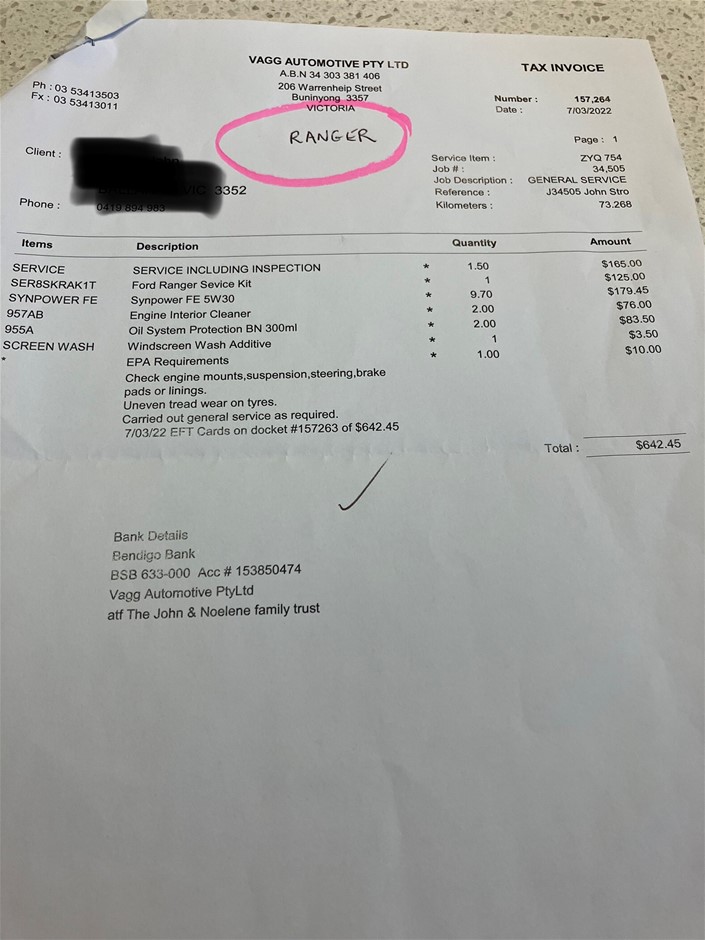 VAGG AUTOMOTIVE PTY LTD
A.B.N 34 303 381 406
206 Warrenheip Street
Buninyong 3357
VICTORIA
TAX INVOICE
Ph : 03 53413503
Fx : 03 53413011
Number : 157,264
Date : 7/03/2022
RANGER
Page : 1
Client :
3352
Phone :
Service Item : ZYQ 754
Job # : 34,505
Job Description : GENERAL SERVICE
Reference : J34505 John Stro
Kilometers : 73,268
Items Description Quantity Amount
SERVICE SERVICE INCLUDING INSPECTION * 1.50 $165.00
SER8SKRAK1T Ford Ranger Sevice Kit * 1 $125.00
SYNPOWER FE Synpower FE 5W30 * 9.70 $179.45
957AB Engine Interior Cleaner * 2.00 $76.00
955A Oil System Protection BN 300ml * 2.00 $83.50
SCREEN WASH Windscreen Wash Additive * 1 $3.50
* EPA Requirements * 1.00 $10.00
Check engine mounts,suspension,steering,brake
pads or linings.
Uneven tread wear on tyres.
Carried out general service as required.
7/03/22 EFT Cards on docket #157263 of $642.45
Total : $642.45
Bank Details
Bendigo Bank
BSB 633-000 Acc # 153850474
Vagg Automotive PtyLtd
atf The John & Noelene family trust